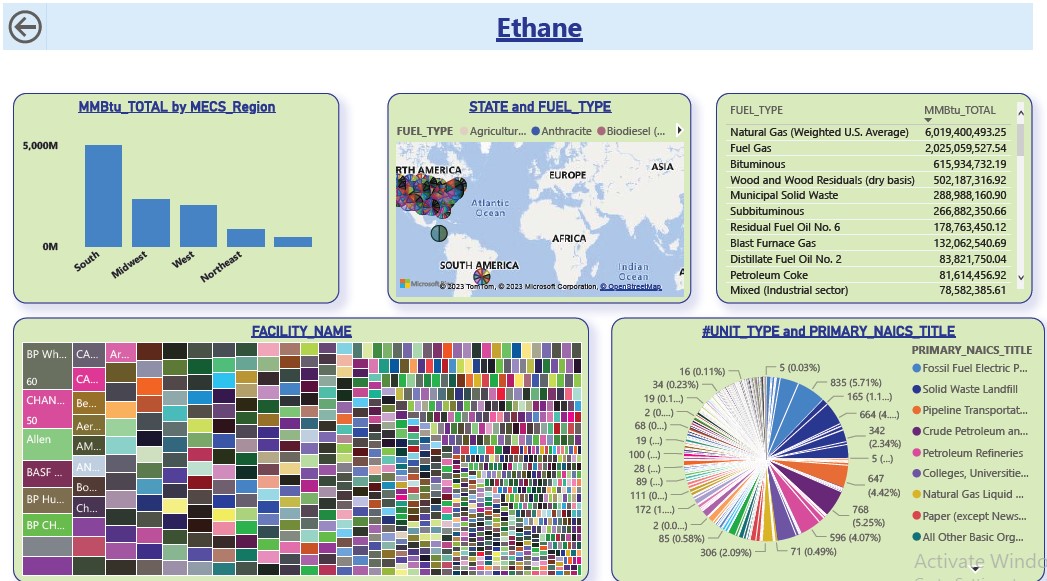 Ethane
MMBtu_TOTAL by MECS_Region
5,000M
0M
South
Midwest
West
Northeast
STATE and FUEL_TYPE
FUEL_TYPE Agricultur... Anthracite Biodiesel (...
RTH AMERICA
EUROPE
ASIA
Atlantic
Ocean
AFRICA
SOUTH AMERICA
Indian
Ocean
A
Microsoft
© 2023 TomTom, © 2023 Microsoft Corporation, © OpenStreetMap
FUEL_TYPE MMBtu_TOTAL
Natural Gas (Weighted U.S. Average) 6,019,400,493.25
Fuel Gas 2,025,059,527.54
Bituminous 615,934,732.19
Wood and Wood Residuals (dry basis) 502,187,316.92
Municipal Solid Waste 288,988,160.90
Subbituminous 266,882,350.66
Residual Fuel Oil No. 6 178,763,450.12
Blast Furnace Gas 132,062,540.69
Distillate Fuel Oil No. 2 83,821,750.04
Petroleum Coke 81,614,456.92
Mixed (Industrial sector) 78,582,385.61
FACILITY_NAME
BP Wh...
60
CHAN...
50
Allen
BASF ...
BP Hu...
BP CH...
CA...
CA...
Be...
Aer...
AM...
AN...
Bo...
Ch...
Ar...
#UNIT_TYPE and PRIMARY_NAICS_TITLE
5 (0.03%)
835 (5.71%)
165 (1.1...)
664 (4....)
342
(2.34%)
5 (...)
647
(4.42%)
768
(5.25%)
596 (4.07%)
71 (0.49%)
306 (2.09%)
85 (0.58%)
2 (0.0...)
172 (1....)
111 (0...)
89 (...)
28 (...)
100 (...)
19 (...)
68 (0...)
2 (0...)
19 (0.1...)
34 (0.23%)
16 (0.11%)
PRIMARY_NAICS_TITLE
Fossil Fuel Electric P...
Solid Waste Landfill
Pipeline Transportat...
Crude Petroleum an...
Petroleum Refineries
Colleges, Universitie...
Natural Gas Liquid ...
Paper (except News...
All Other Basic Org...
Activate Windo